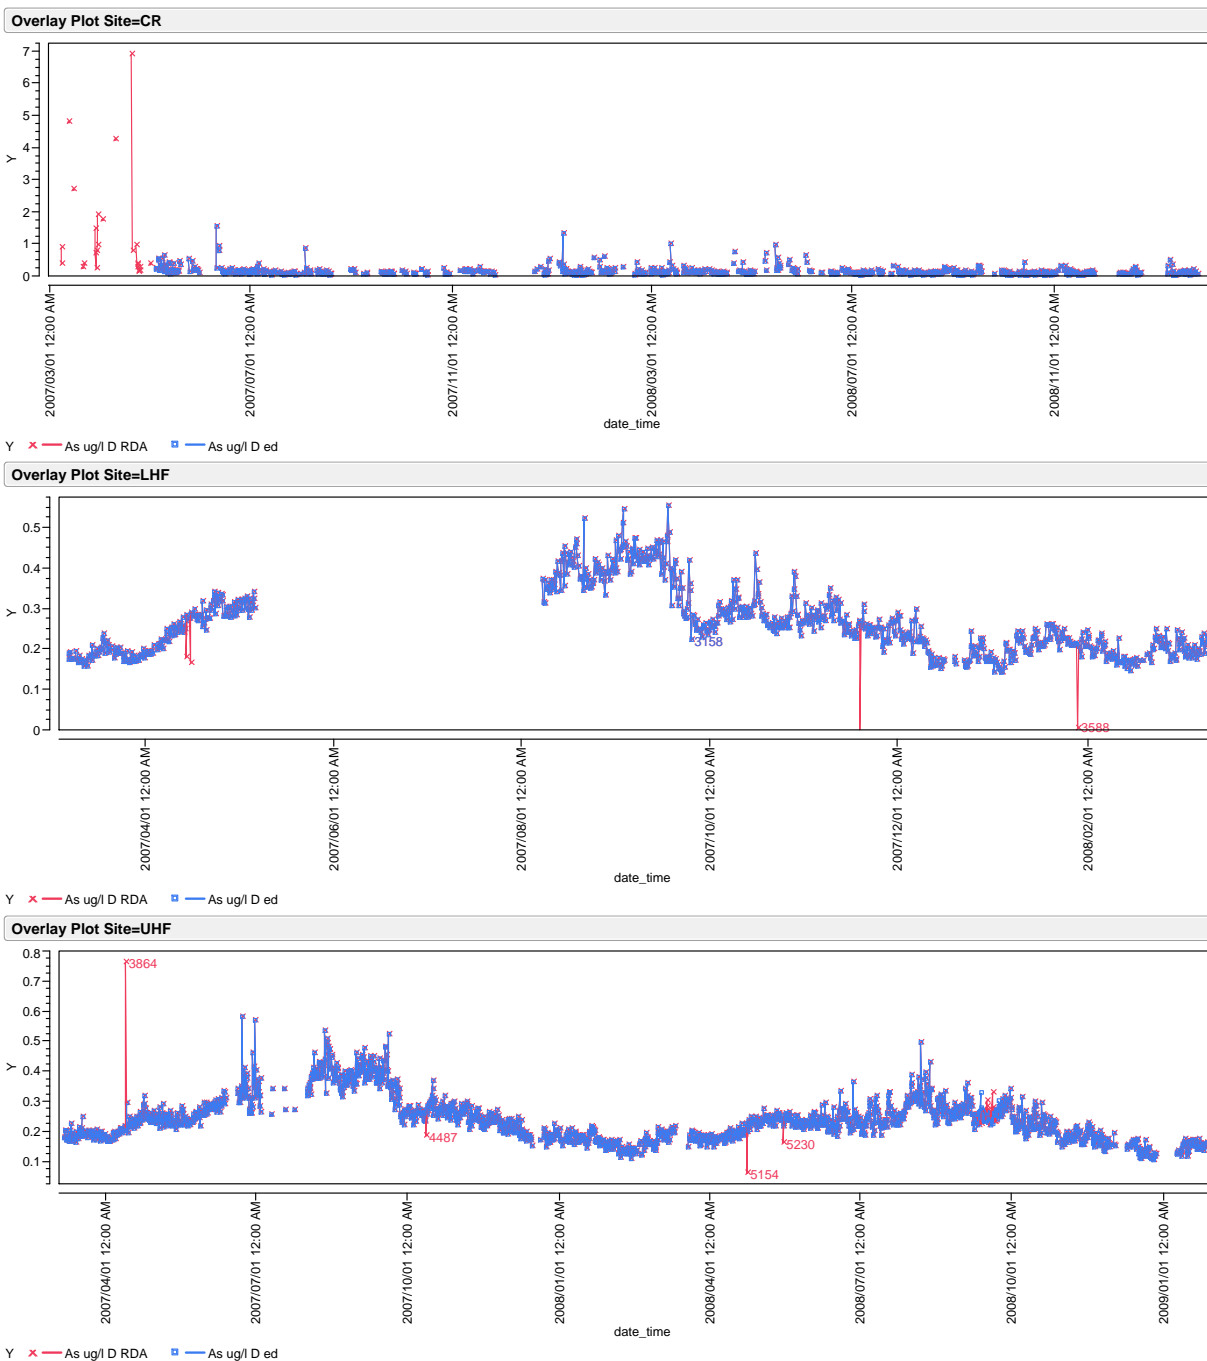 Overlay Plot Site=CR
7
6
5
4
3
2
1
0
Y
2007/03/01 12:00 AM
2007/07/01 12:00 AM
2007/11/01 12:00 AM
2008/03/01 12:00 AM
2008/07/01 12:00 AM
2008/11/01 12:00 AM
date_time
Y As ug/l D RDA As ug/l D ed
Overlay Plot Site=LHF
0.5
0.4
0.3
0.2
0.1
0
Y
3158
3588
2007/04/01 12:00 AM
2007/06/01 12:00 AM
2007/08/01 12:00 AM
2007/10/01 12:00 AM
2007/12/01 12:00 AM
2008/02/01 12:00 AM
date_time
Y As ug/l D RDA As ug/l D ed
Overlay Plot Site=UHF
0.8
0.7
0.6
0.5
0.4
0.3
0.2
0.1
Y
3864
4487
5154
5230
2007/04/01 12:00 AM
2007/07/01 12:00 AM
2007/10/01 12:00 AM
2008/01/01 12:00 AM
2008/04/01 12:00 AM
2008/07/01 12:00 AM
2008/10/01 12:00 AM
2009/01/01 12:00 AM
date_time
Y As ug/l D RDA As ug/l D ed